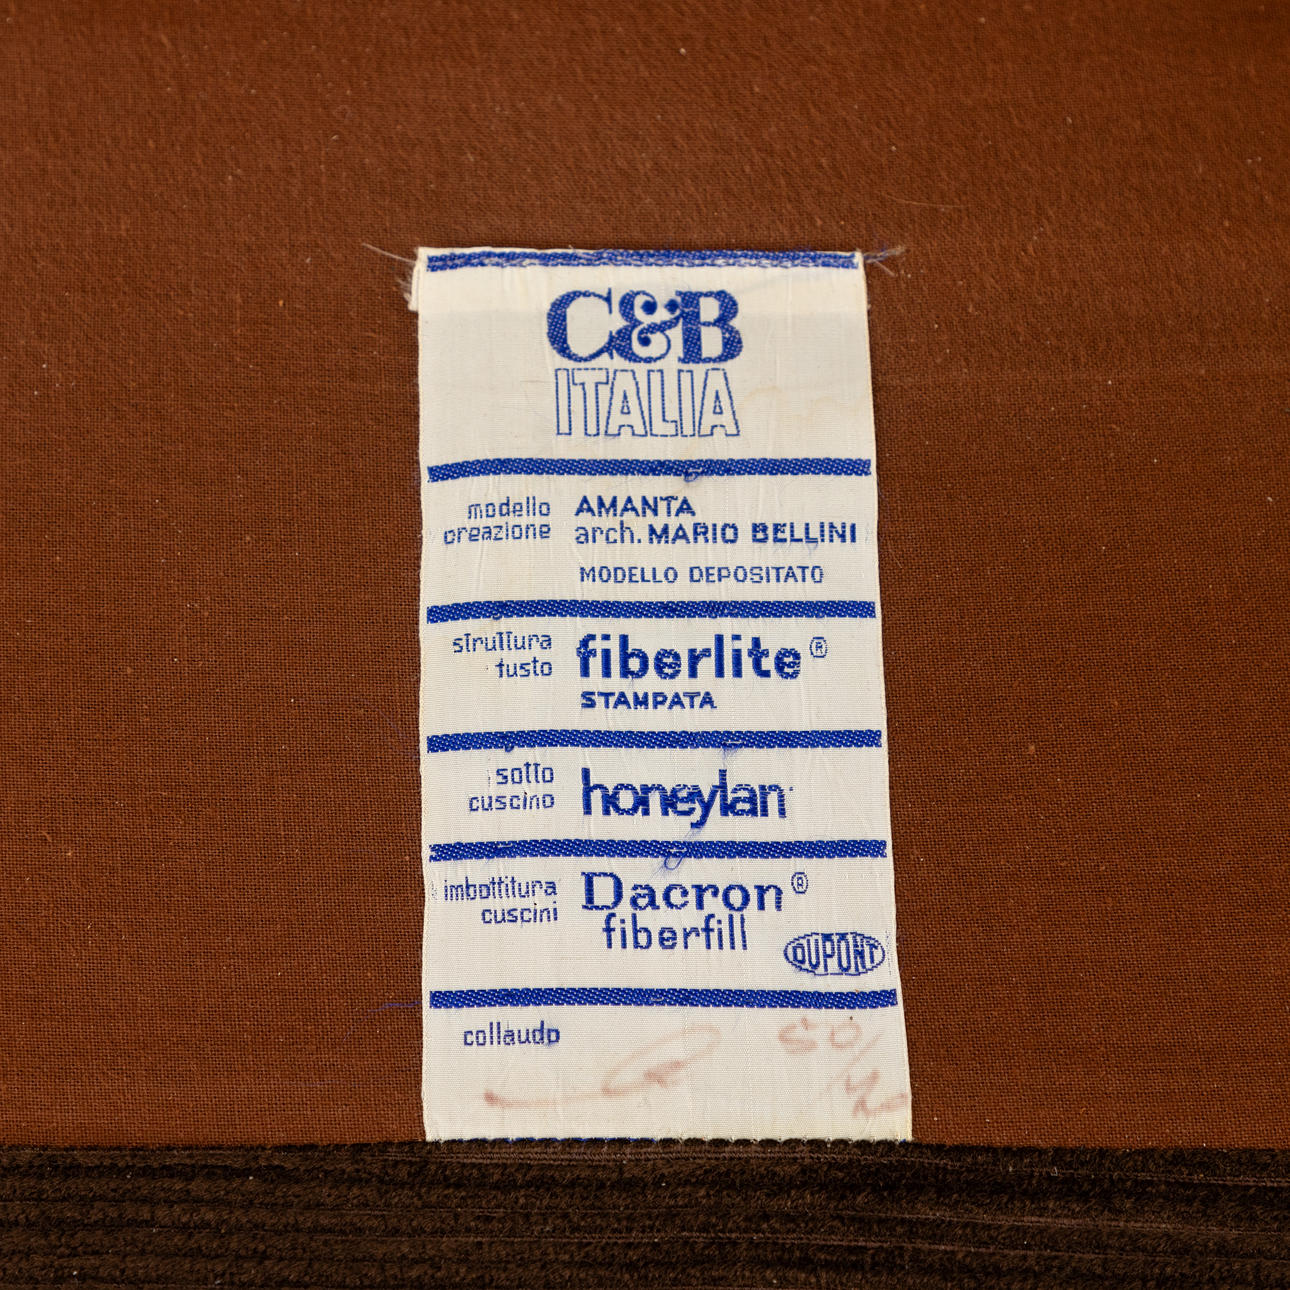 C&B
ITALIA
modello AMANTA
creazione arch. MARIO BELLINI
MODELLO DEPOSITATO
struttura fusto fiberlite®
STAMPATA
sotto cuscino honeylan
imbottitura Dacron®
cuscini fiberfill
DUPONT
collaudo